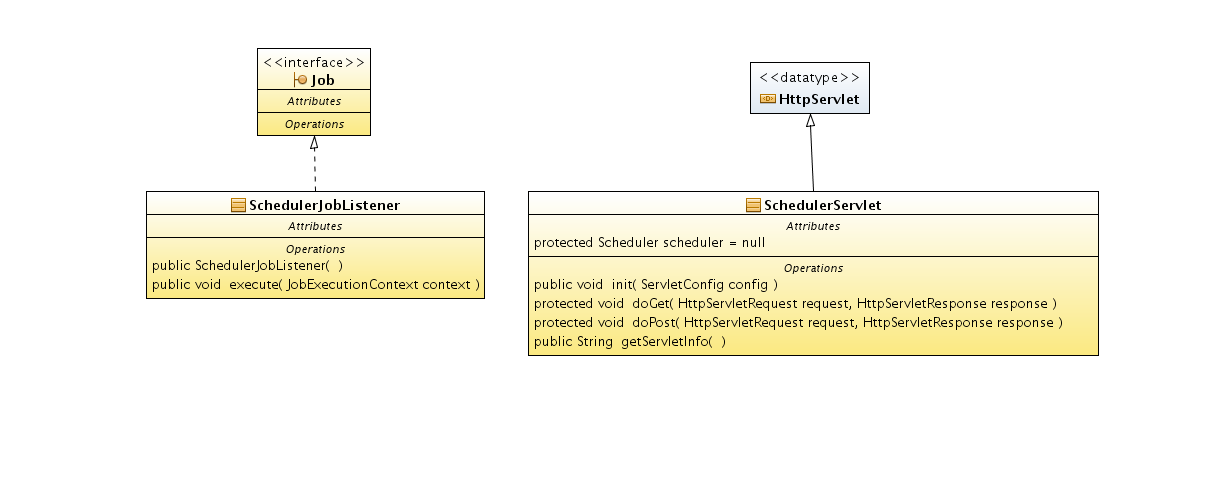 <<interface>>
Job
Attributes
Operations
SchedulerJobListener
Attributes
Operations
public SchedulerJobListener(  )
public void  execute( JobExecutionContext context )
<<datatype>>
HttpServlet
SchedulerServlet
Attributes
protected Scheduler scheduler = null
Operations
public void  init( ServletConfig config )
protected void  doGet( HttpServletRequest request, HttpServletResponse response )
protected void  doPost( HttpServletRequest request, HttpServletResponse response )
public String  getServletInfo(  )